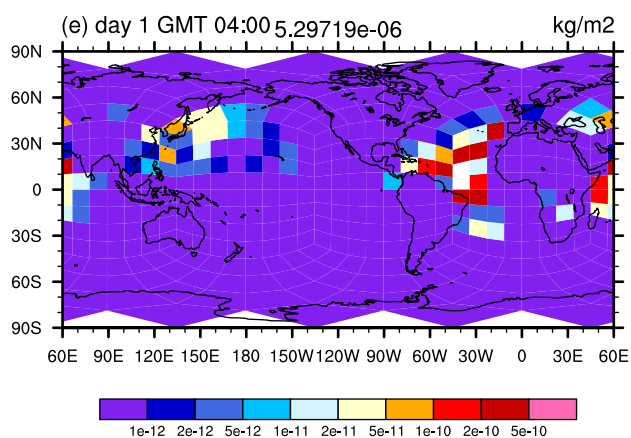 (e) day 1 GMT 04:00 5.29719e-06 kg/m2
90N
60N
30N
0
30S
60S
90S
60E 90E 120E 150E 180 150W 120W 90W 60W 30W 0 30E 60E
1e-12 2e-12 5e-12 1e-11 2e-11 5e-11 1e-10 2e-10 5e-10